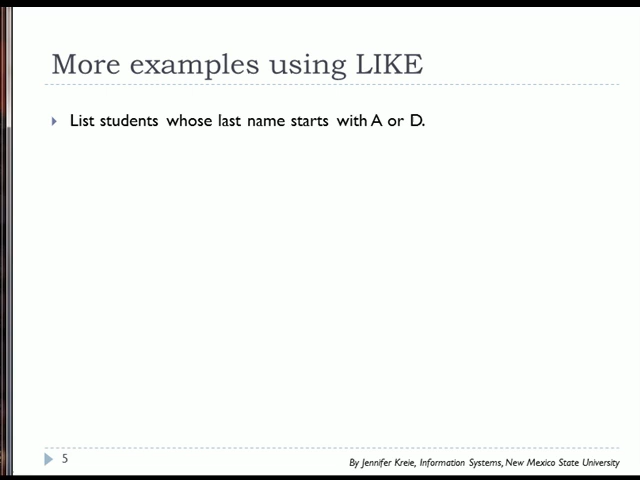 More examples using LIKE
List students whose last name starts with A or D.
5
By Jennifer Kreie, Information Systems, New Mexico State University